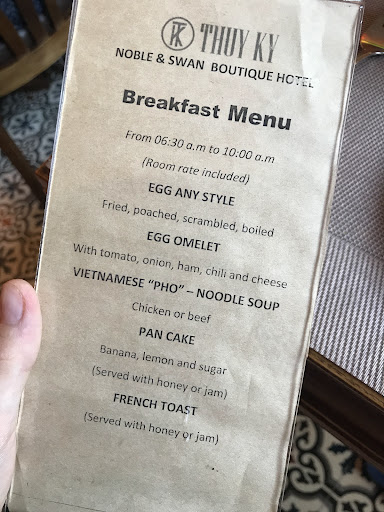 TK THUY KY
NOBLE & SWAN BOUTIQUE HOTEL
Breakfast Menu
From 06:30 a.m to 10:00 a.m
(Room rate included)
EGG ANY STYLE
Fried, poached, scrambled, boiled
EGG OMELET
With tomato, onion, ham, chili and cheese
VIETNAMESE “PHO” – NOODLE SOUP
Chicken or beef
PAN CAKE
Banana, lemon and sugar
(Served with honey or jam)
FRENCH TOAST
(Served with honey or jam)